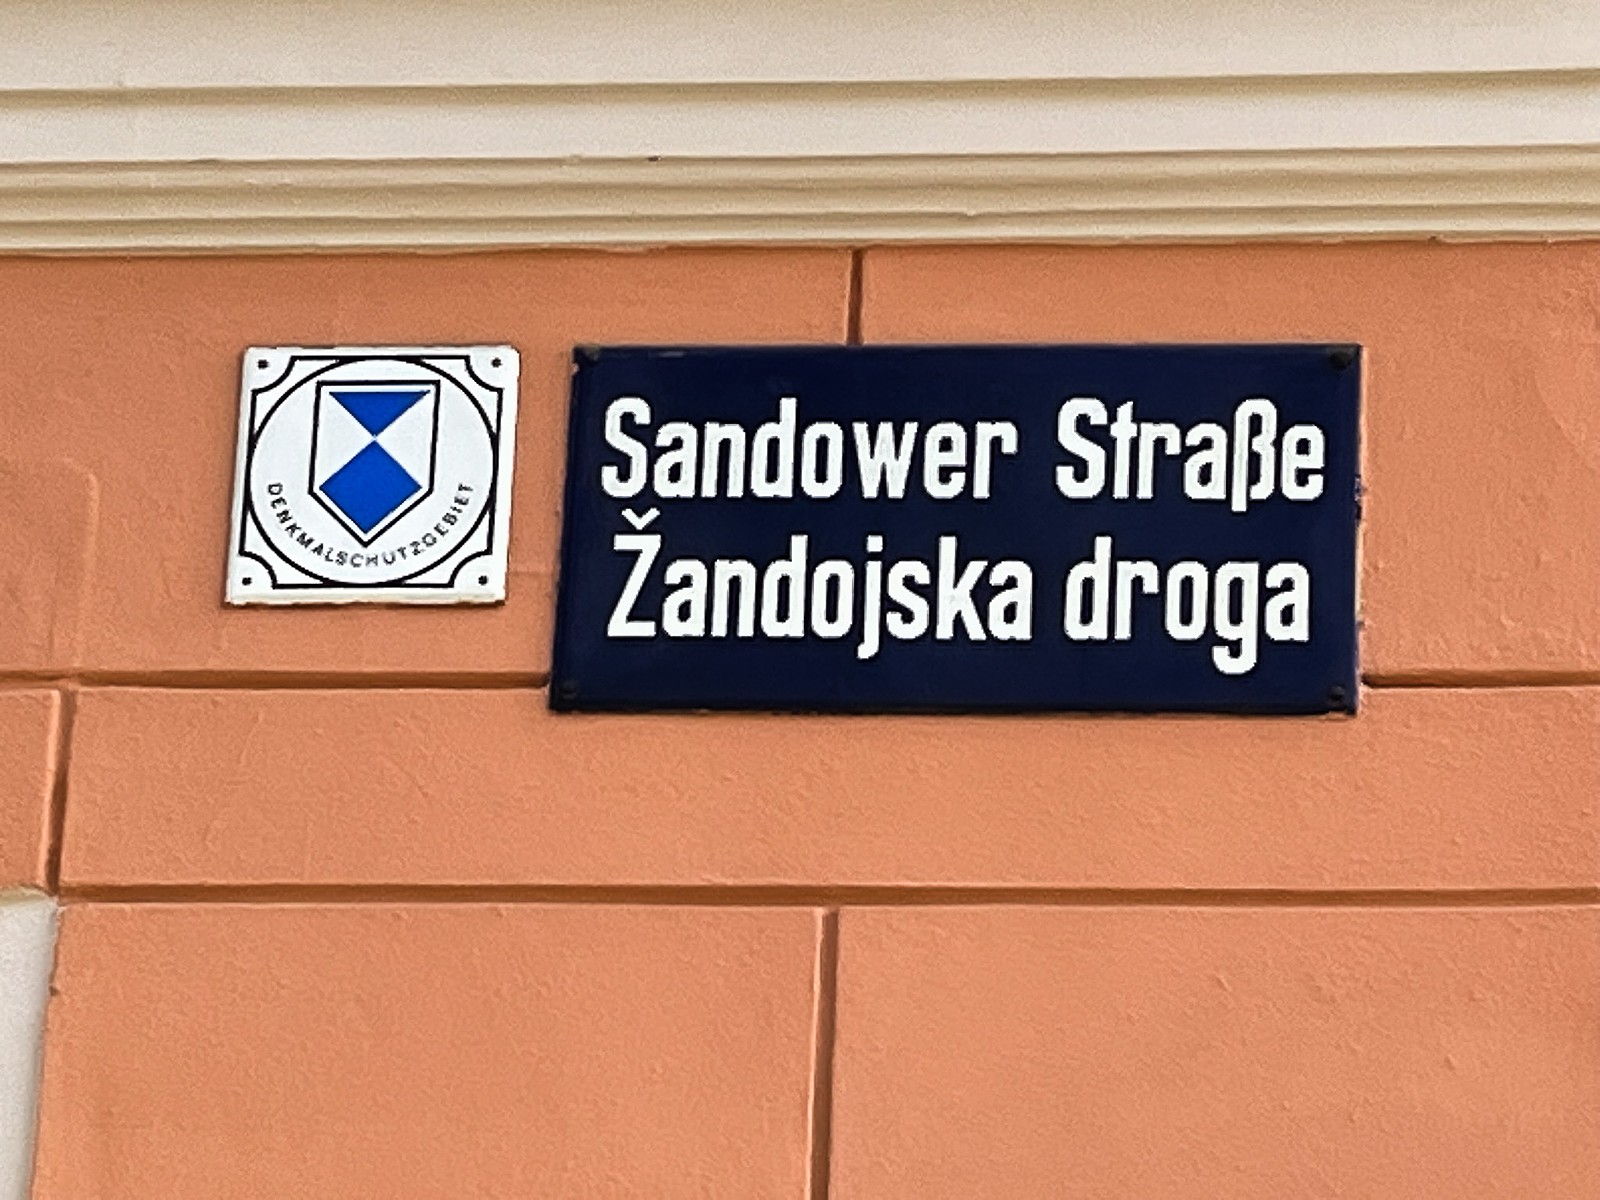 DENKMALSCHUTZGEBIET
Sandower Straße
Žandojska droga